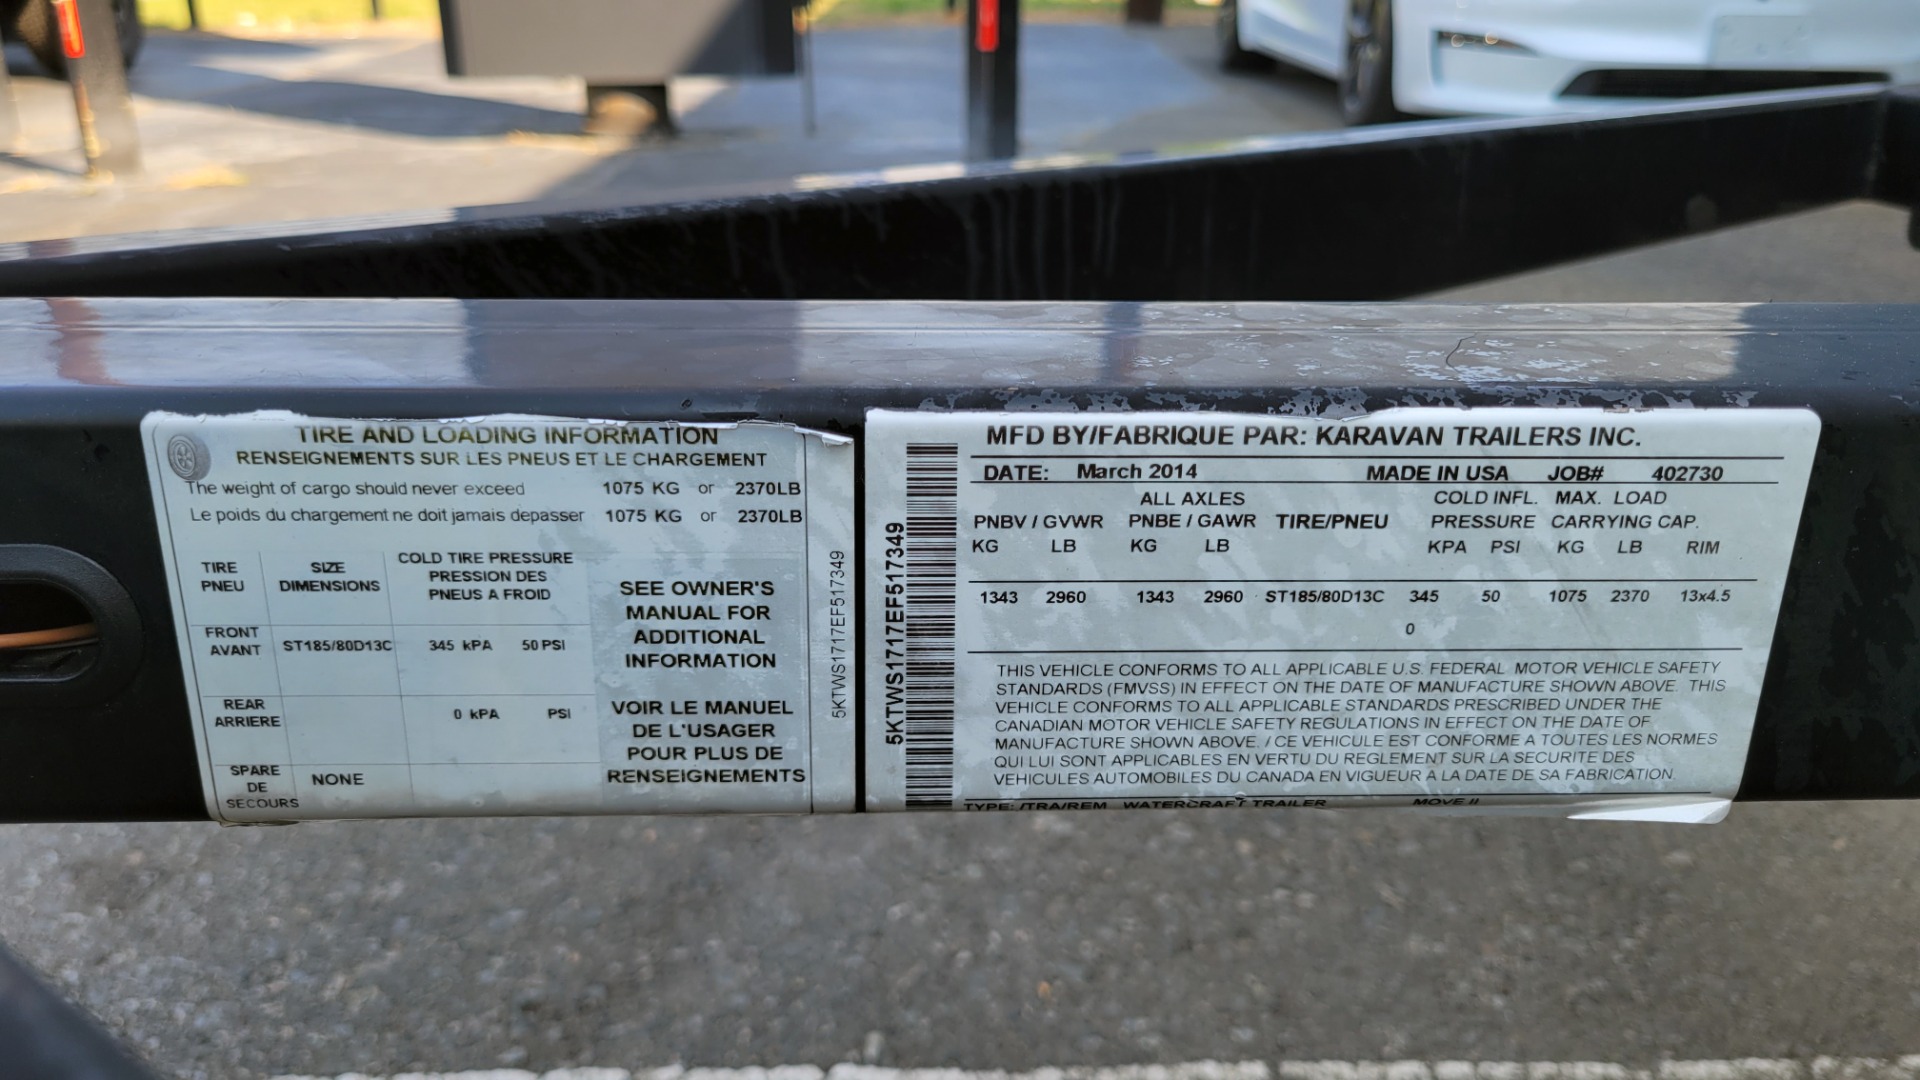 TIRE AND LOADING INFORMATION
RENSEIGNEMENTS SUR LES PNEUS ET LE CHARGEMENT
The weight of cargo should never exceed 1075 KG or 2370LB
Le poids du chargement ne doit jamais depasser 1075 KG or 2370LB
TIRE PNEU
SIZE DIMENSIONS
COLD TIRE PRESSURE
PRESSION DES
PNEUS A FROID
FRONT AVANT
ST185/80D13C 345 kPA 50 PSI
REAR ARRIERE
0 kPA PSI
SPARE DE SECOURS
NONE
SEE OWNER'S
MANUAL FOR
ADDITIONAL
INFORMATION
VOIR LE MANUEL
DE L'USAGER
POUR PLUS DE
RENSEIGNEMENTS
5KTWS1717EF517349
5KTWS1717EF517349
MFD BY/FABRIQUE PAR: KARAVAN TRAILERS INC.
DATE: March 2014 MADE IN USA JOB# 402730
ALL AXLES COLD INFL. MAX. LOAD
PNBV / GVWR PNBE / GAWR TIRE/PNEU PRESSURE CARRYING CAP.
KG LB KG LB KPA PSI KG LB RIM
1343 2960 1343 2960 ST185/80D13C 345 50 1075 2370 13x4.5
0
THIS VEHICLE CONFORMS TO ALL APPLICABLE U.S. FEDERAL MOTOR VEHICLE SAFETY
STANDARDS (FMVSS) IN EFFECT ON THE DATE OF MANUFACTURE SHOWN ABOVE. THIS
VEHICLE CONFORMS TO ALL APPLICABLE STANDARDS PRESCRIBED UNDER THE
CANADIAN MOTOR VEHICLE SAFETY REGULATIONS IN EFFECT ON THE DATE OF
MANUFACTURE SHOWN ABOVE. / CE VEHICULE EST CONFORME A TOUTES LES NORMES
QUI LUI SONT APPLICABLES EN VERTU DU REGLEMENT SUR LA SECURITE DES
VEHICULES AUTOMOBILES DU CANADA EN VIGUEUR A LA DATE DE SA FABRICATION.
TYPE: /TRA/REM WATERCRAFT TRAILER MOVE II